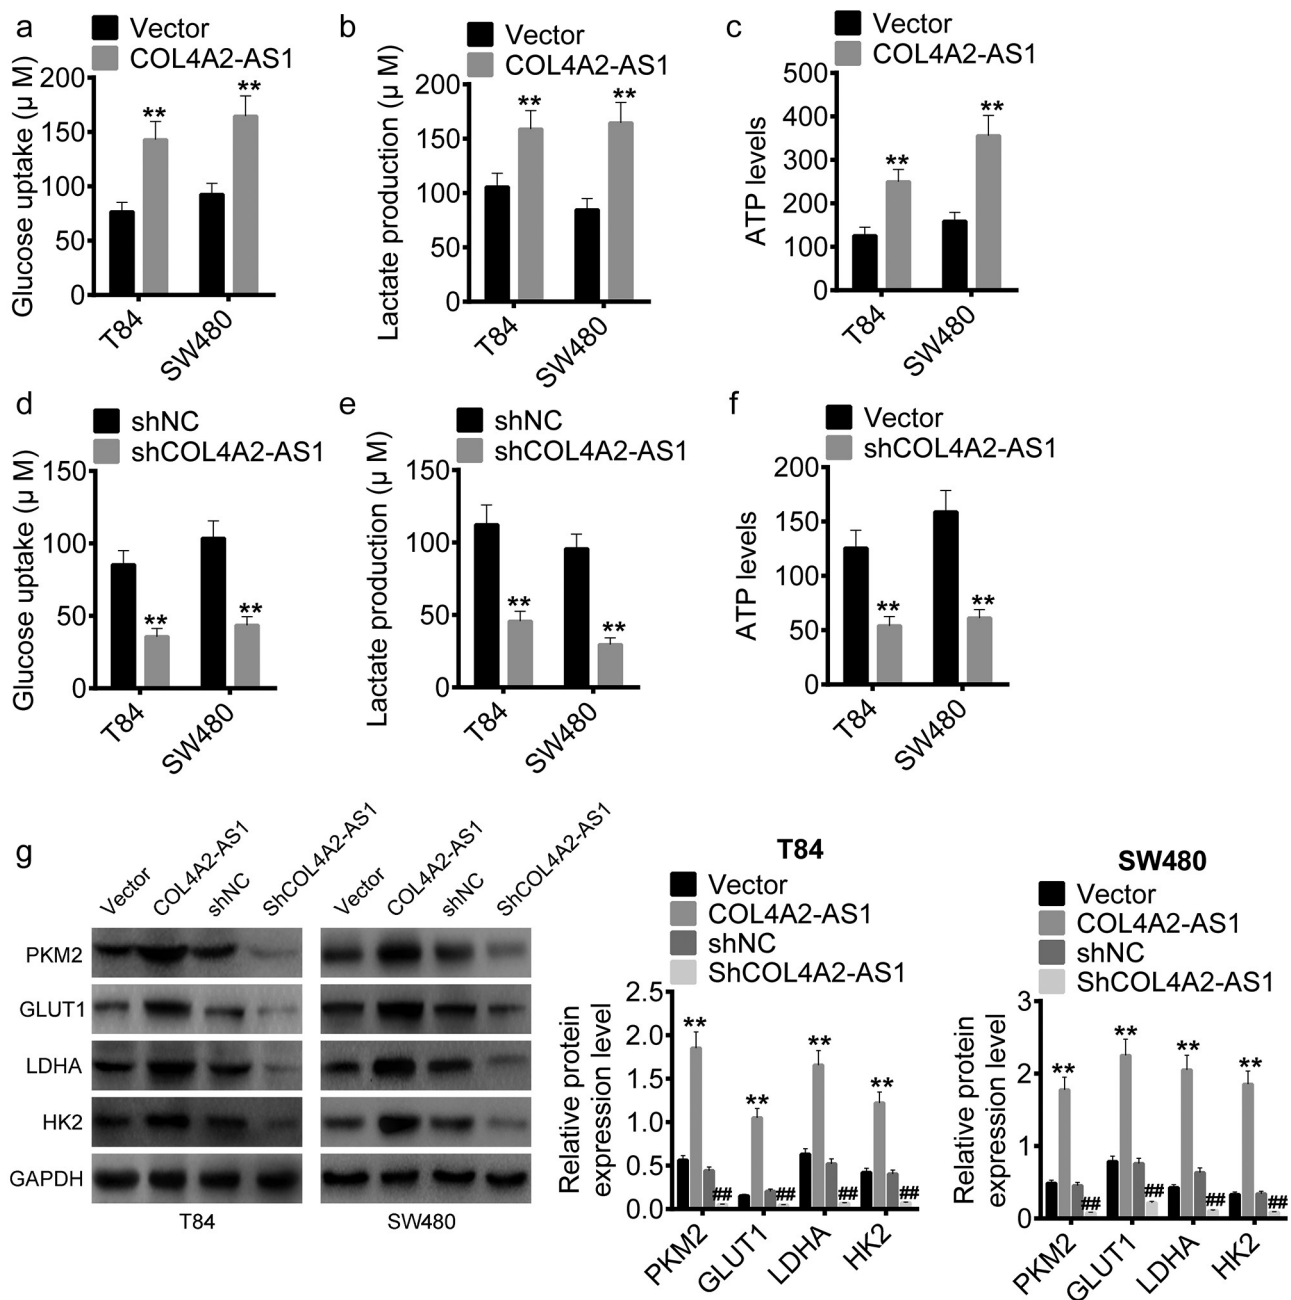 a
Vector
COL4A2-AS1
Glucose uptake (μ M)
200
150
100
50
0
**
**
T84
SW480
b
Vector
COL4A2-AS1
Lactate production (μ M)
200
150
100
50
0
**
**
T84
SW480
c
Vector
COL4A2-AS1
ATP levels
500
400
300
200
100
0
**
**
T84
SW480
d
shNC
shCOL4A2-AS1
Glucose uptake (μ M)
150
100
50
0
**
**
T84
SW480
e
shNC
shCOL4A2-AS1
Lactate production (μ M)
150
100
50
0
**
**
T84
SW480
f
Vector
shCOL4A2-AS1
ATP levels
200
150
100
50
0
**
**
T84
SW480
g
Vector
COL4A2-AS1
shNC
ShCOL4A2-AS1
Vector
COL4A2-AS1
shNC
ShCOL4A2-AS1
PKM2
GLUT1
LDHA
HK2
GAPDH
T84
SW480
T84
Vector
COL4A2-AS1
shNC
ShCOL4A2-AS1
Relative protein
expression level
2.5
2.0
1.5
1.0
0.5
0.0
**
**
**
**
##
##
##
##
PKM2
GLUT1
LDHA
HK2
SW480
Vector
COL4A2-AS1
shNC
ShCOL4A2-AS1
Relative protein
expression level
3
2
1
0
**
**
**
**
##
##
##
##
PKM2
GLUT1
LDHA
HK2